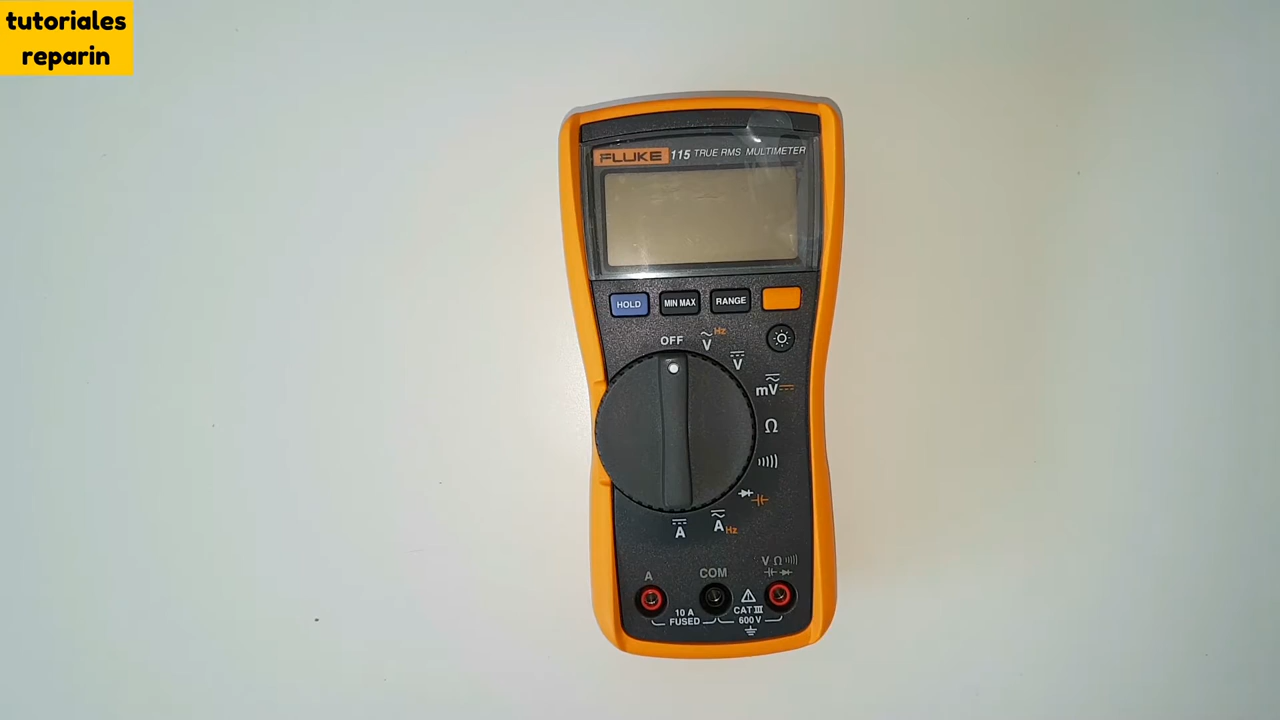 tutoriales
reparin
FLUKE 115 TRUE RMS MULTIMETER
HOLD MIN MAX RANGE
OFF
V Hz
V
mV
Ω
A Hz
A
A COM V Ω
10 A
FUSED
CAT III
600 V